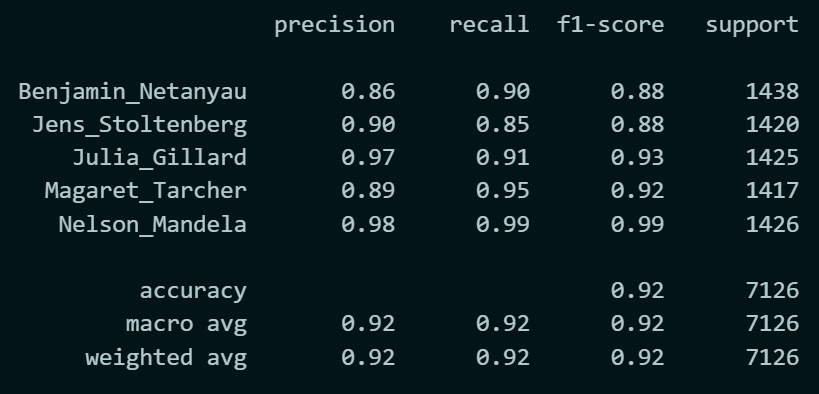 precision recall f1-score support
Benjamin_Netanyau 0.86 0.90 0.88 1438
Jens_Stoltenberg 0.90 0.85 0.88 1420
Julia_Gillard 0.97 0.91 0.93 1425
Magaret_Tarcher 0.89 0.95 0.92 1417
Nelson_Mandela 0.98 0.99 0.99 1426
accuracy 0.92 7126
macro avg 0.92 0.92 0.92 7126
weighted avg 0.92 0.92 0.92 7126